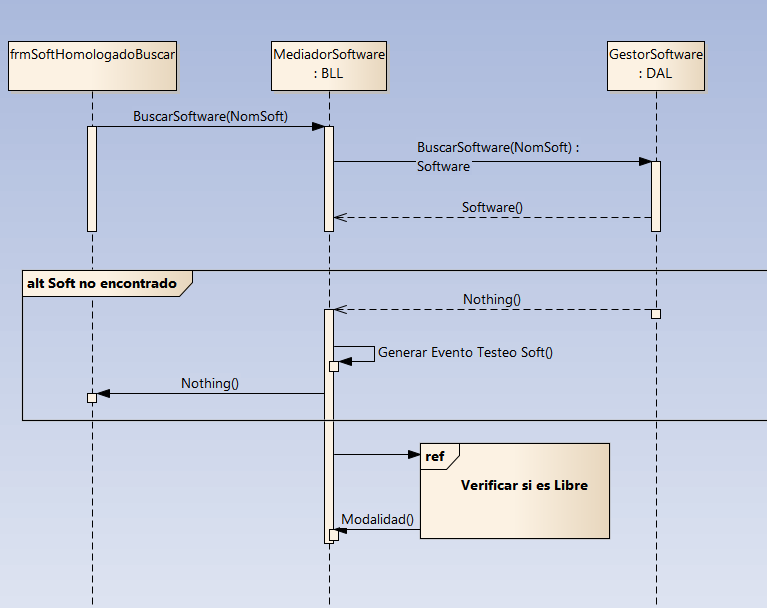 frmSoftHomologadoBuscar
MediadorSoftware
: BLL
GestorSoftware
: DAL
BuscarSoftware(NomSoft)
BuscarSoftware(NomSoft) :
Software
Software()
alt Soft no encontrado
Nothing()
Generar Evento Testeo Soft()
Nothing()
ref
Verificar si es Libre
Modalidad()